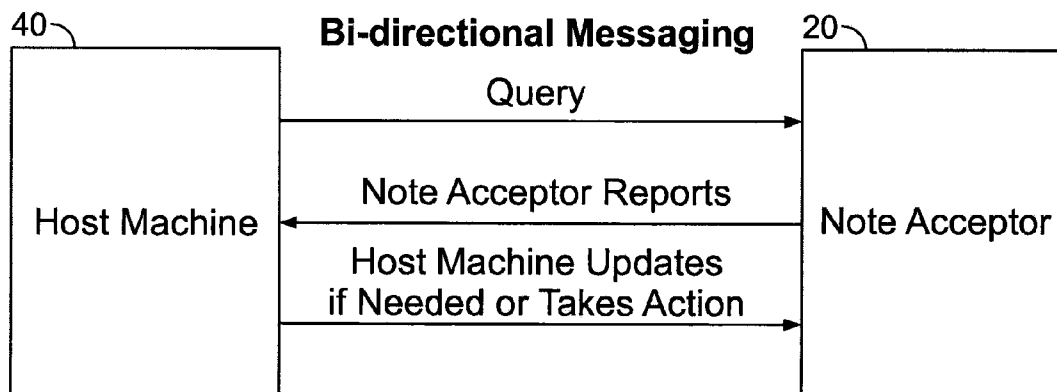 40
Bi-directional Messaging
20
Query
Host Machine
Note Acceptor Reports
Note Acceptor
Host Machine Updates
if Needed or Takes Action